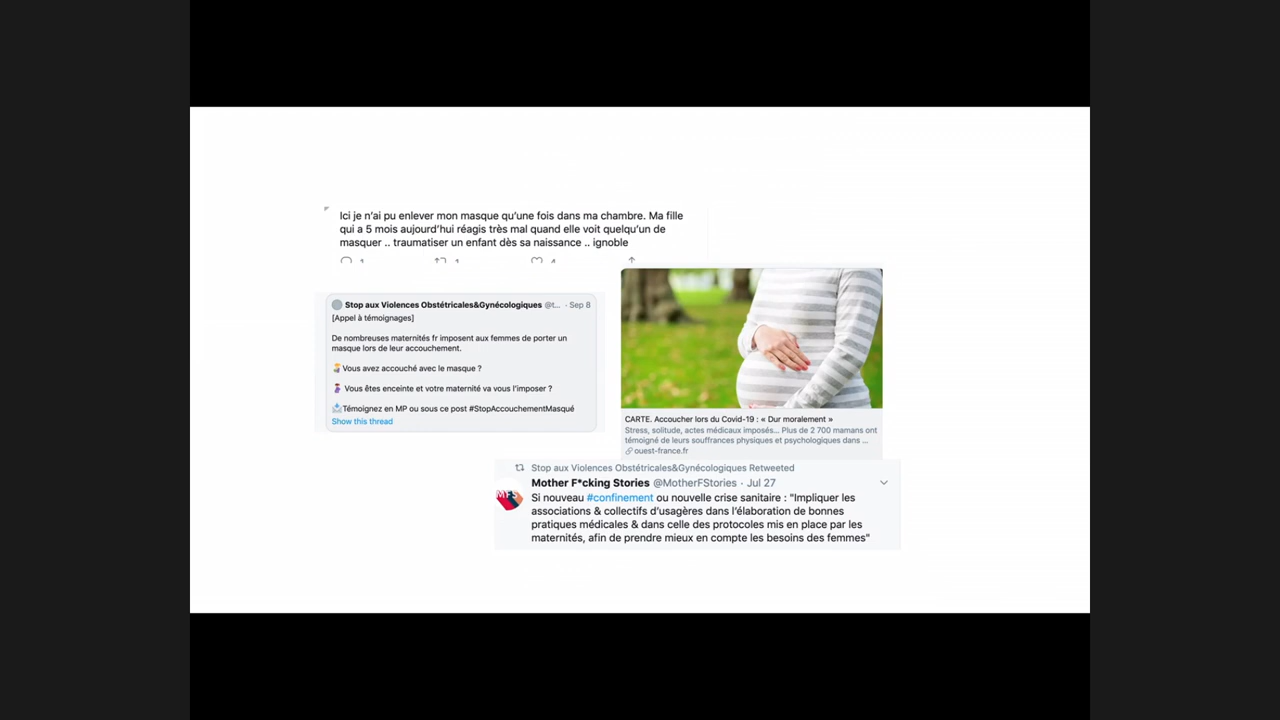 Ici je n'ai pu enlever mon masque qu'une fois dans ma chambre. Ma fille
qui a 5 mois aujourd'hui réagis très mal quand elle voit quelqu'un de
masquer .. traumatiser un enfant dès sa naissance .. ignoble
1 1 4
Stop aux Violences Obstétricales&Gynécologiques @t... · Sep 8
[Appel à témoignages]
De nombreuses maternités fr imposent aux femmes de porter un
masque lors de leur accouchement.
Vous avez accouché avec le masque ?
Vous êtes enceinte et votre maternité va vous l'imposer ?
Témoignez en MP ou sous ce post #StopAccouchementMasqué
Show this thread
CARTE. Accoucher lors du Covid-19 : « Dur moralement »
Stress, solitude, actes médicaux imposés... Plus de 2 700 mamans ont
témoigné de leurs souffrances physiques et psychologiques dans ...
ouest-france.fr
Stop aux Violences Obstétricales&Gynécologiques Retweeted
Mother F*cking Stories @MotherFStories · Jul 27
MFS
Si nouveau #confinement ou nouvelle crise sanitaire : "Impliquer les
associations & collectifs d'usagères dans l'élaboration de bonnes
pratiques médicales & dans celle des protocoles mis en place par les
maternités, afin de prendre mieux en compte les besoins des femmes"